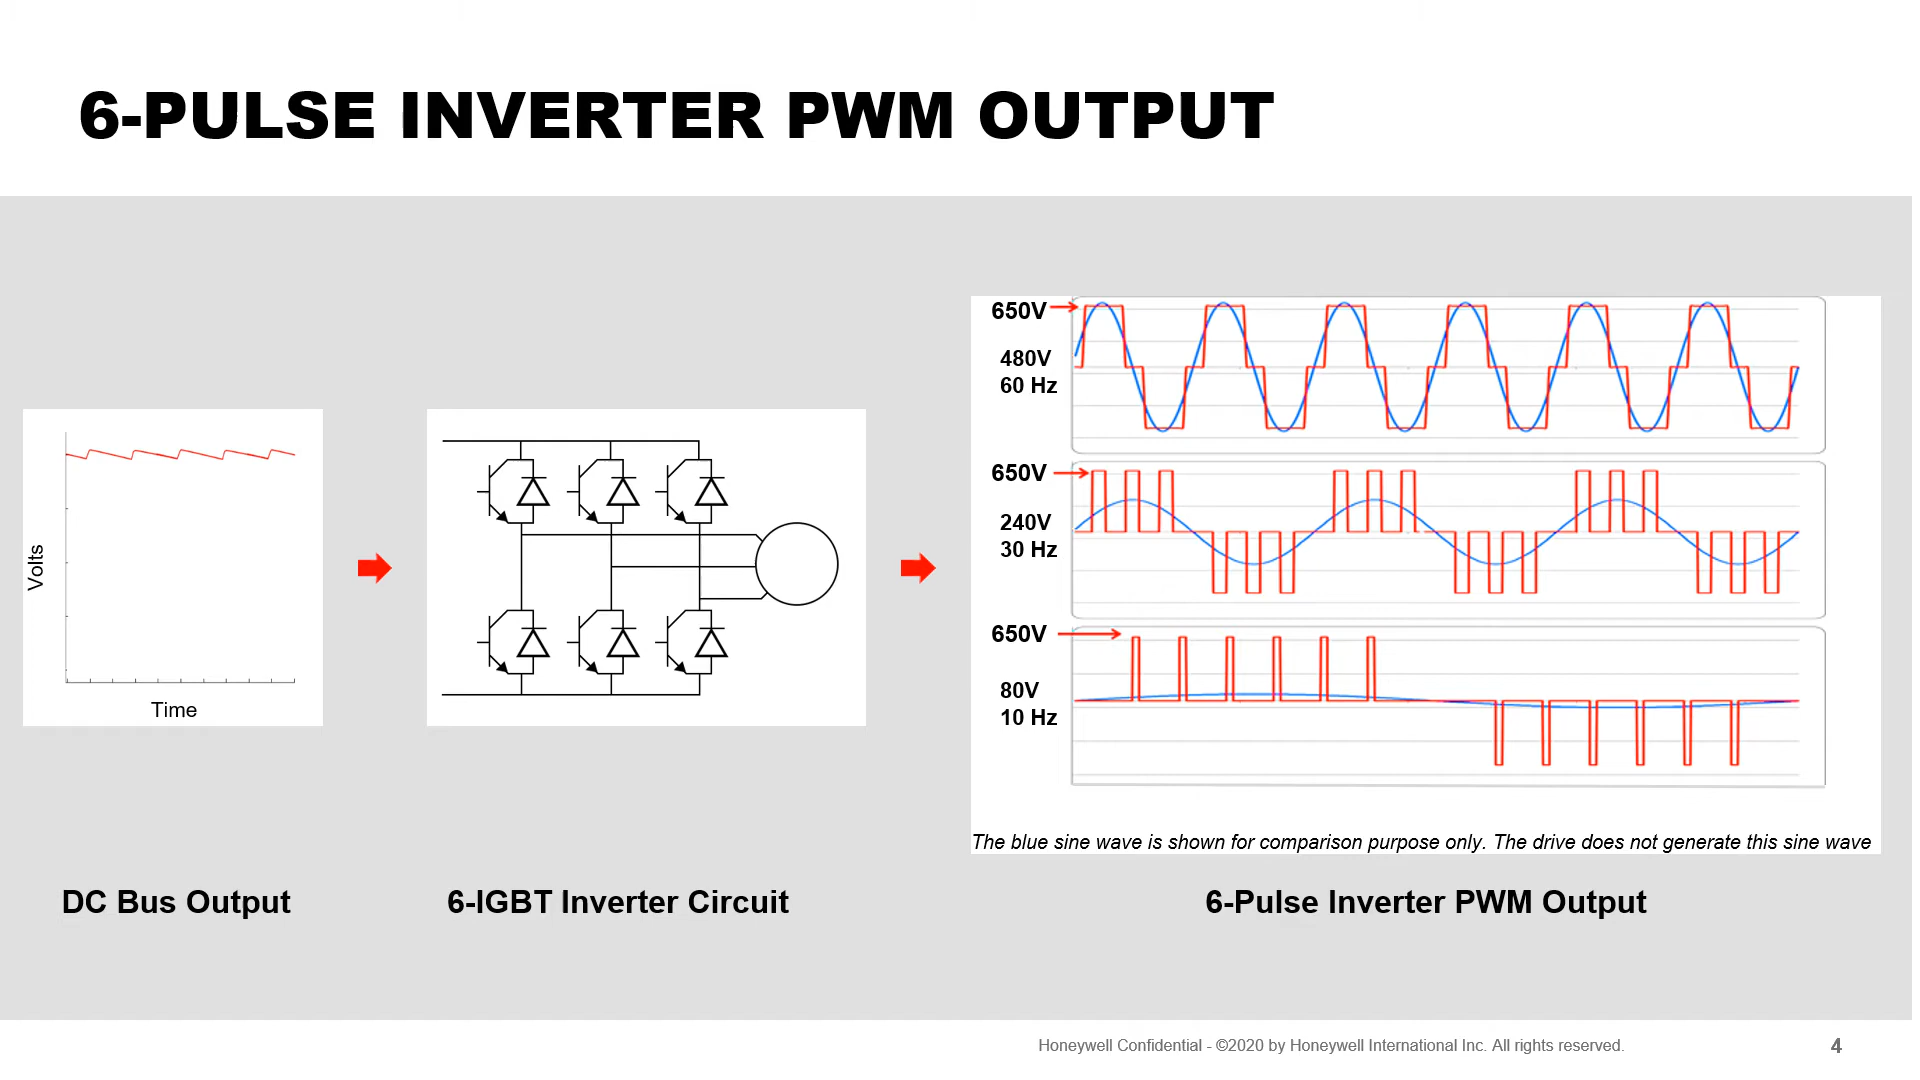 6-PULSE INVERTER PWM OUTPUT
Volts
Time
650V
480V
60 Hz
650V
240V
30 Hz
650V
80V
10 Hz
The blue sine wave is shown for comparison purpose only. The drive does not generate this sine wave
DC Bus Output
6-IGBT Inverter Circuit
6-Pulse Inverter PWM Output
Honeywell Confidential - ©2020 by Honeywell International Inc. All rights reserved.
4